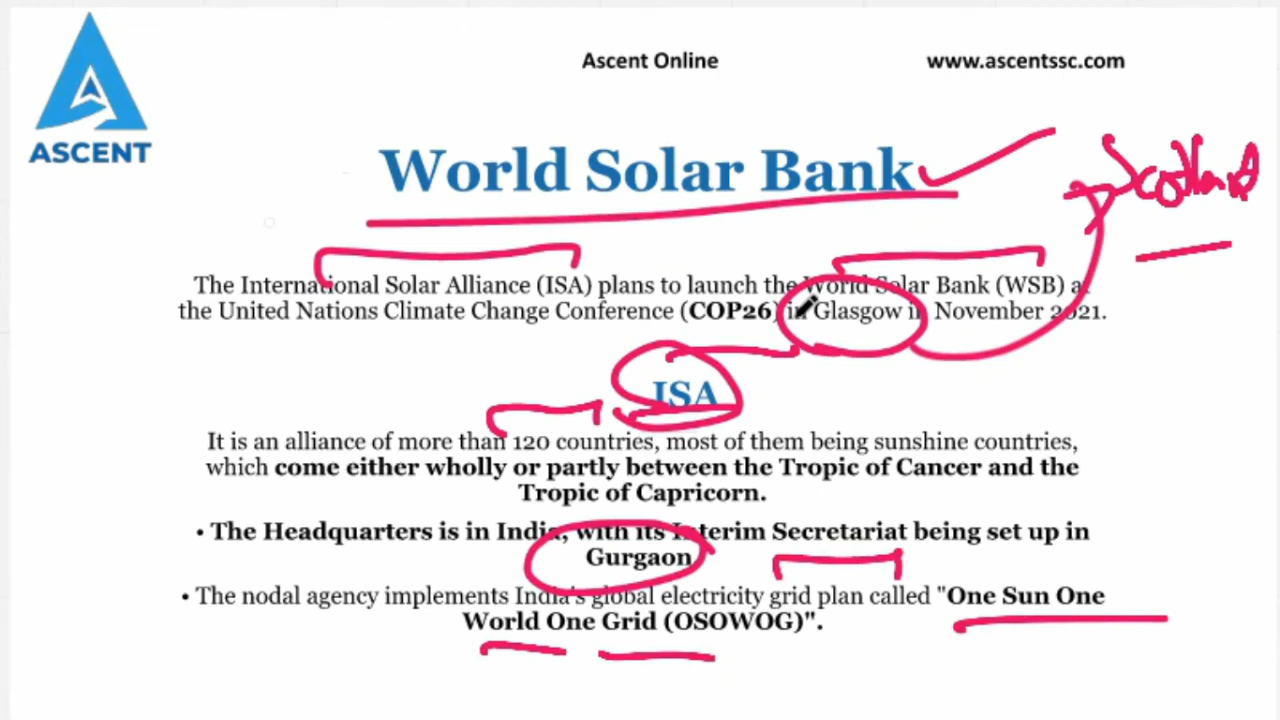 ASCENT
Ascent Online
www.ascentssc.com
World Solar Bank
Scotland
The International Solar Alliance (ISA) plans to launch the World Solar Bank (WSB) at
the United Nations Climate Change Conference (COP26) in Glasgow in November 2021.
ISA
It is an alliance of more than 120 countries, most of them being sunshine countries,
which come either wholly or partly between the Tropic of Cancer and the
Tropic of Capricorn.
• The Headquarters is in India, with its Interim Secretariat being set up in
Gurgaon
• The nodal agency implements India's global electricity grid plan called "One Sun One
World One Grid (OSOWOG)".